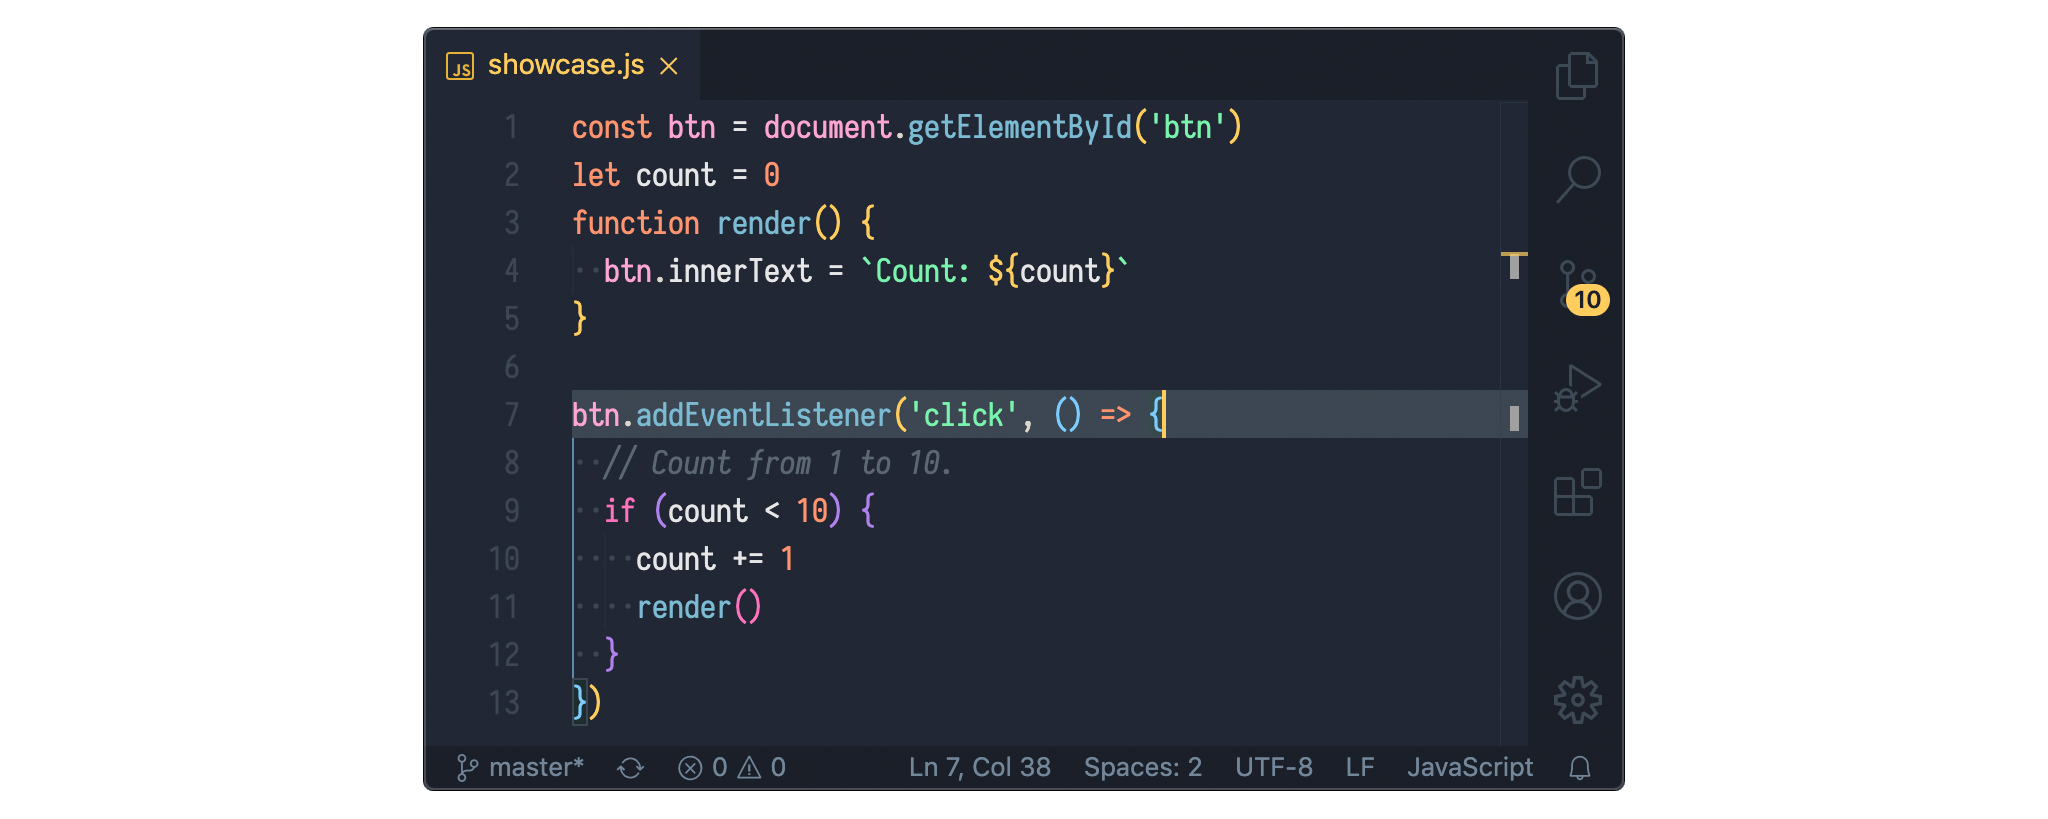 JS showcase.js ×
1 const btn = document.getElementById('btn')
2 let count = 0
3 function render() {
4 ··btn.innerText = `Count: ${count}`
5 }
6
7 btn.addEventListener('click', () => {
8 ··// Count from 1 to 10.
9 ··if (count < 10) {
10 ····count += 1
11 ····render()
12 ··}
13 })
10
master* 0 0 Ln 7, Col 38 Spaces: 2 UTF-8 LF JavaScript